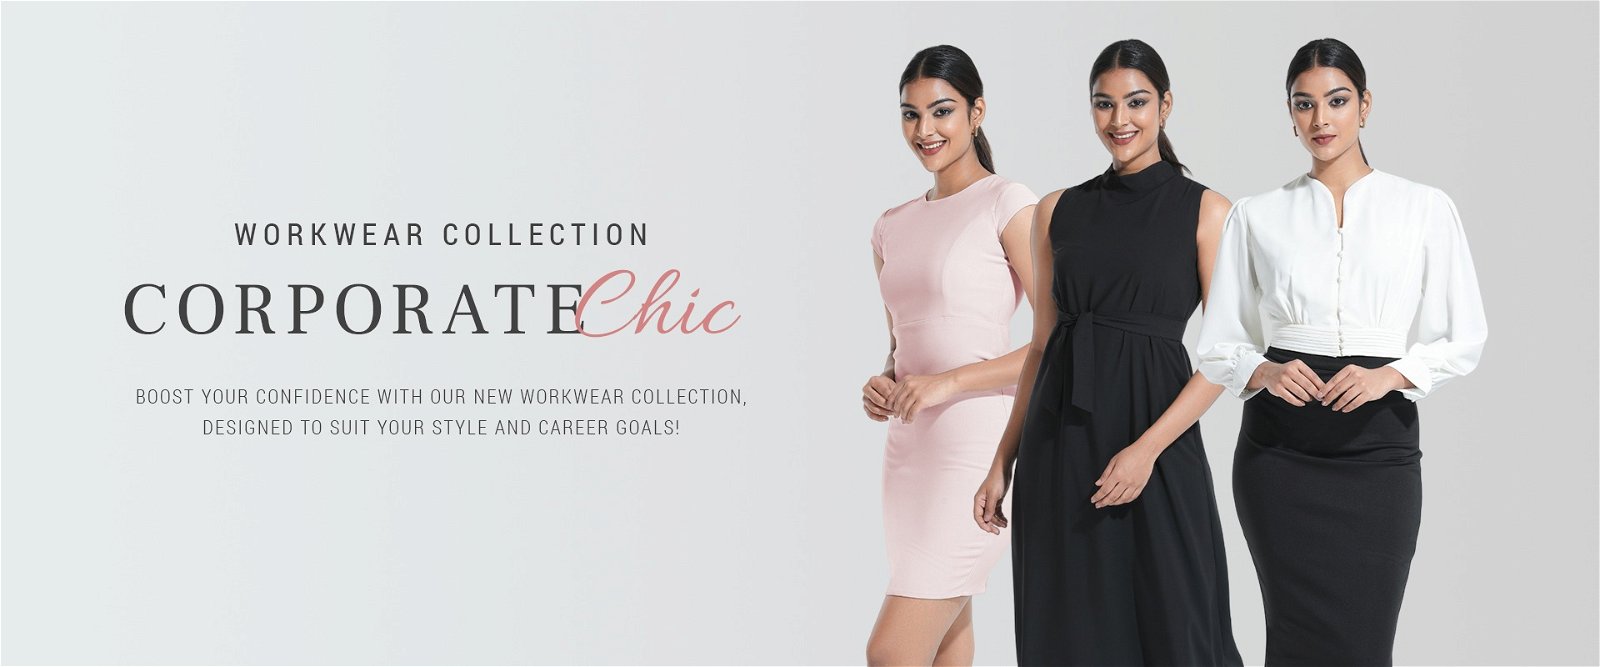 WORKWEAR COLLECTION
CORPORATE Chic
BOOST YOUR CONFIDENCE WITH OUR NEW WORKWEAR COLLECTION,
DESIGNED TO SUIT YOUR STYLE AND CAREER GOALS!